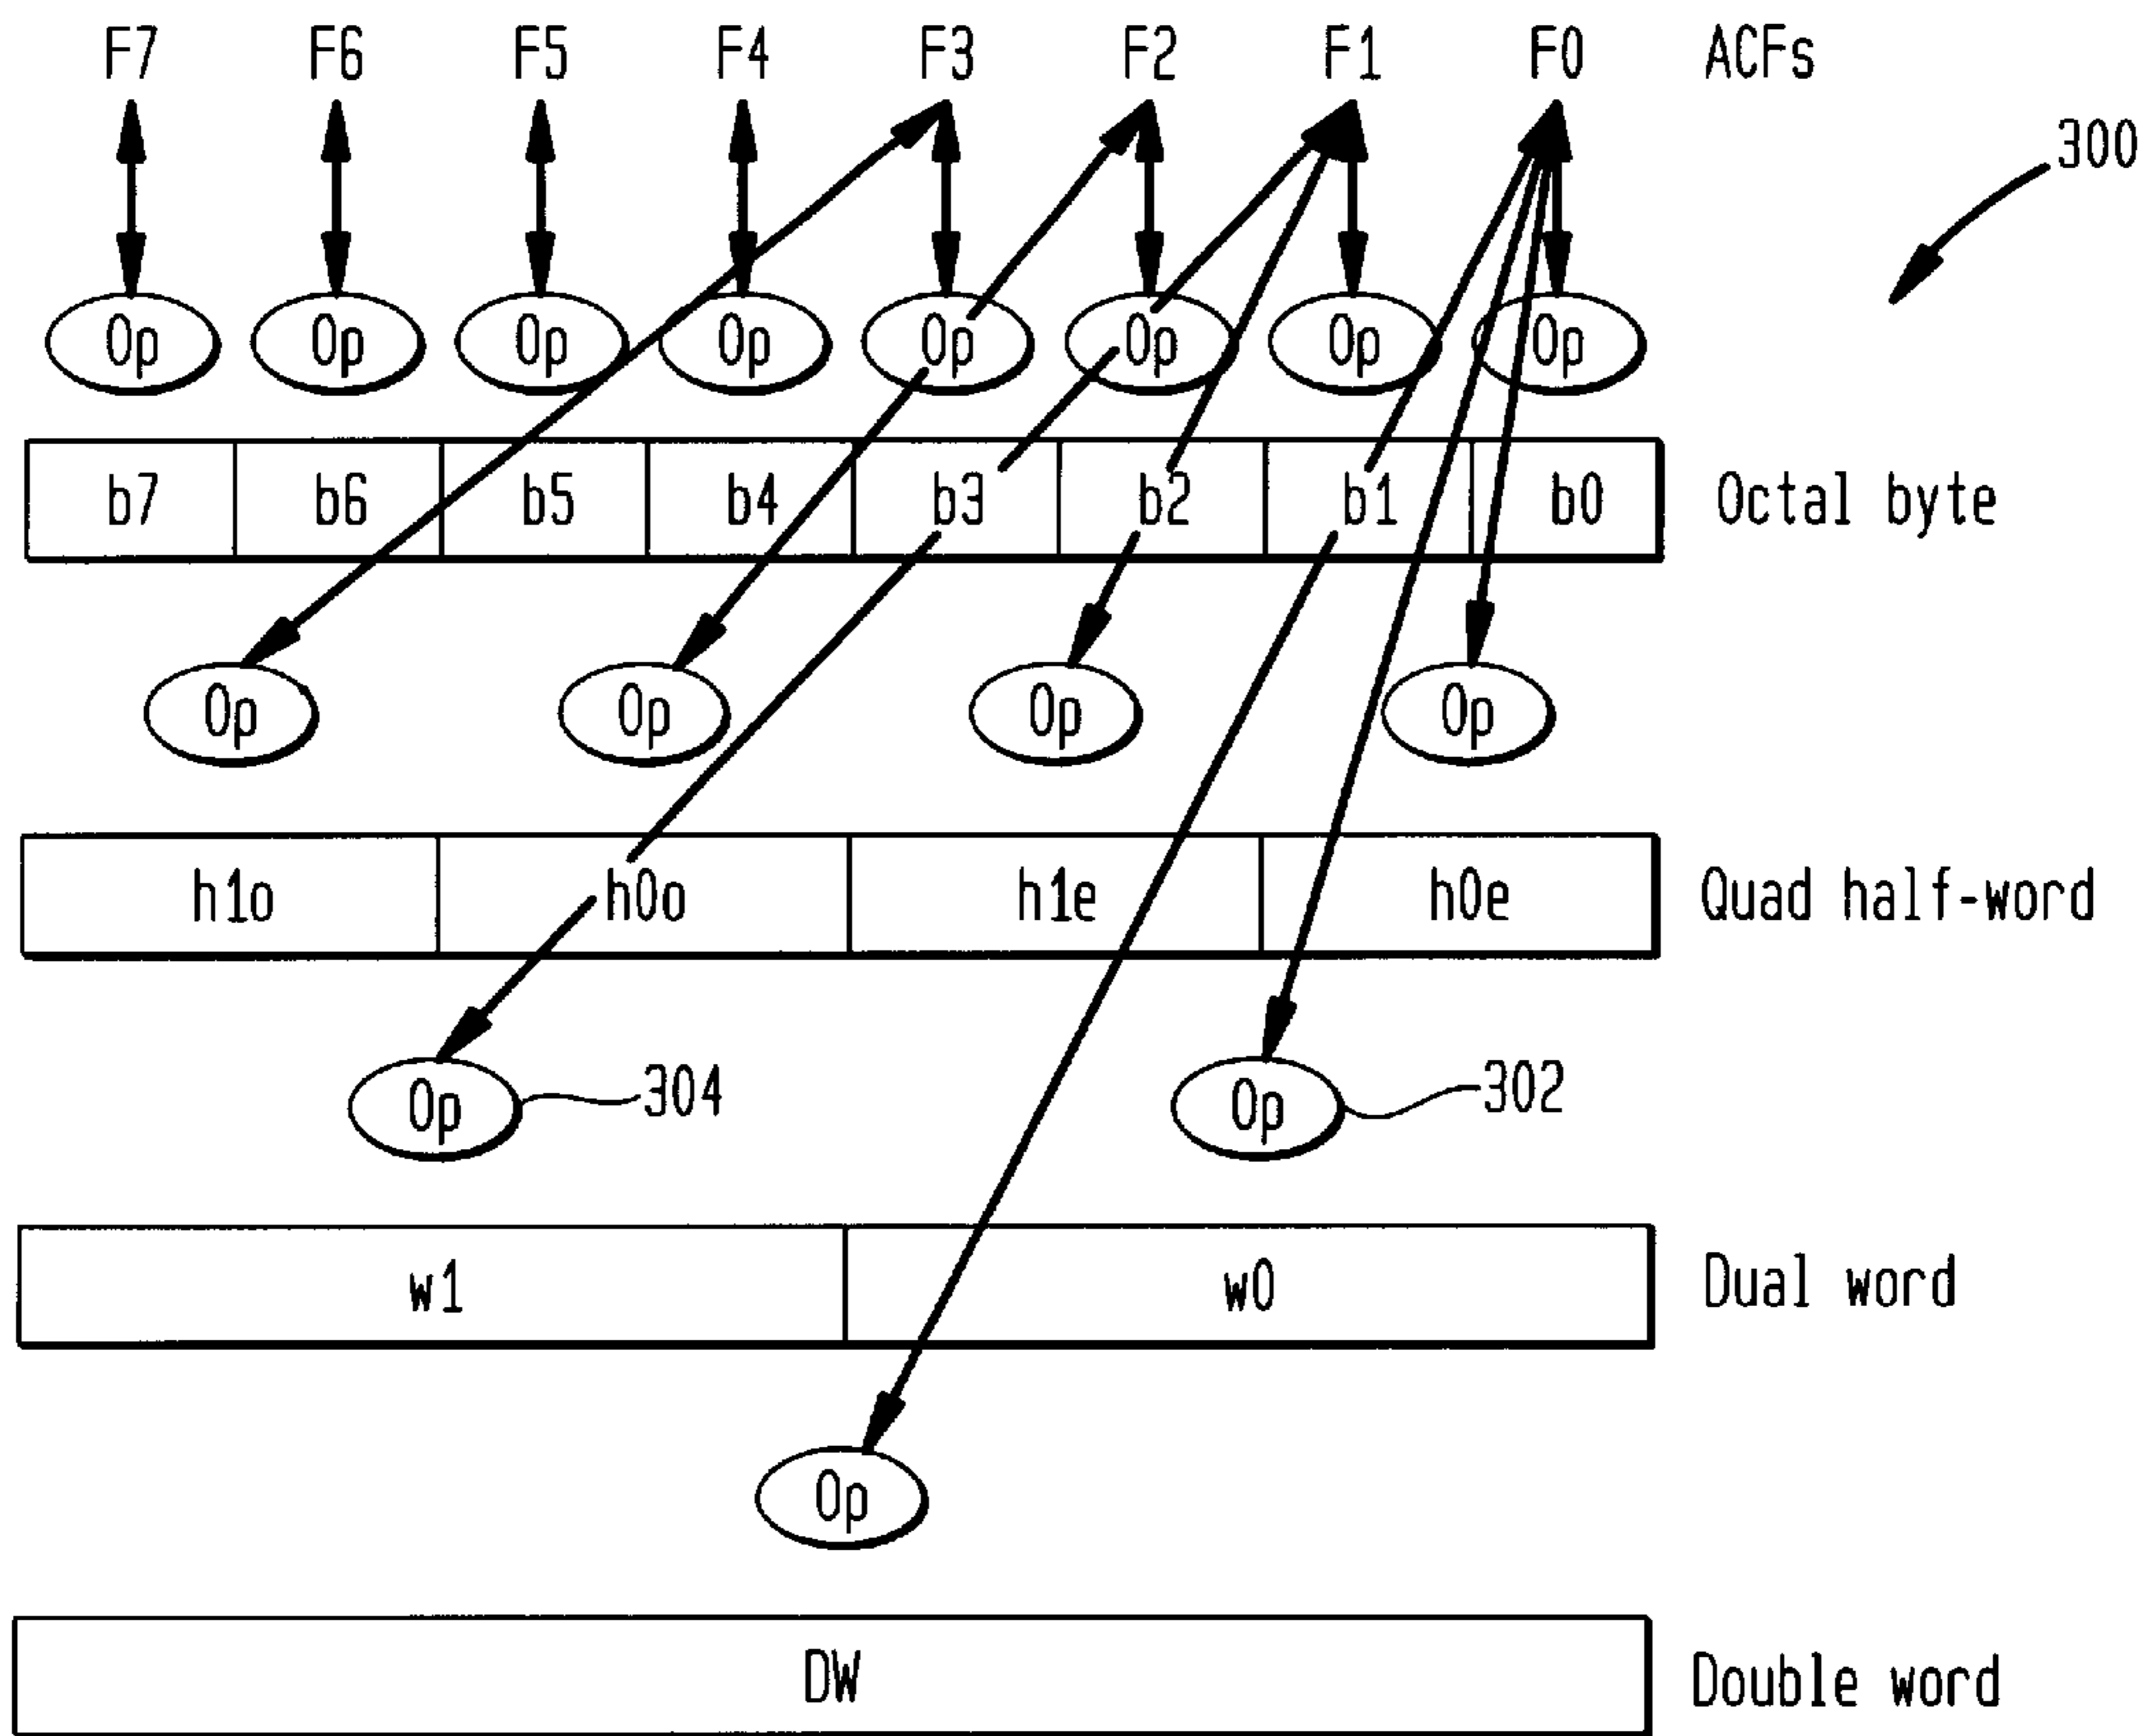 F7 F6 F5 F4 F3 F2 F1 F0 ACFs
300
Op Op Op Op Op Op Op Op
b7 b6 b5 b4 b3 b2 b1 b0 Octal byte
Op Op Op Op
h1o h0o h1e h0e Quad half-word
Op 304 Op 302
w1 w0 Dual word
Op
DW Double word